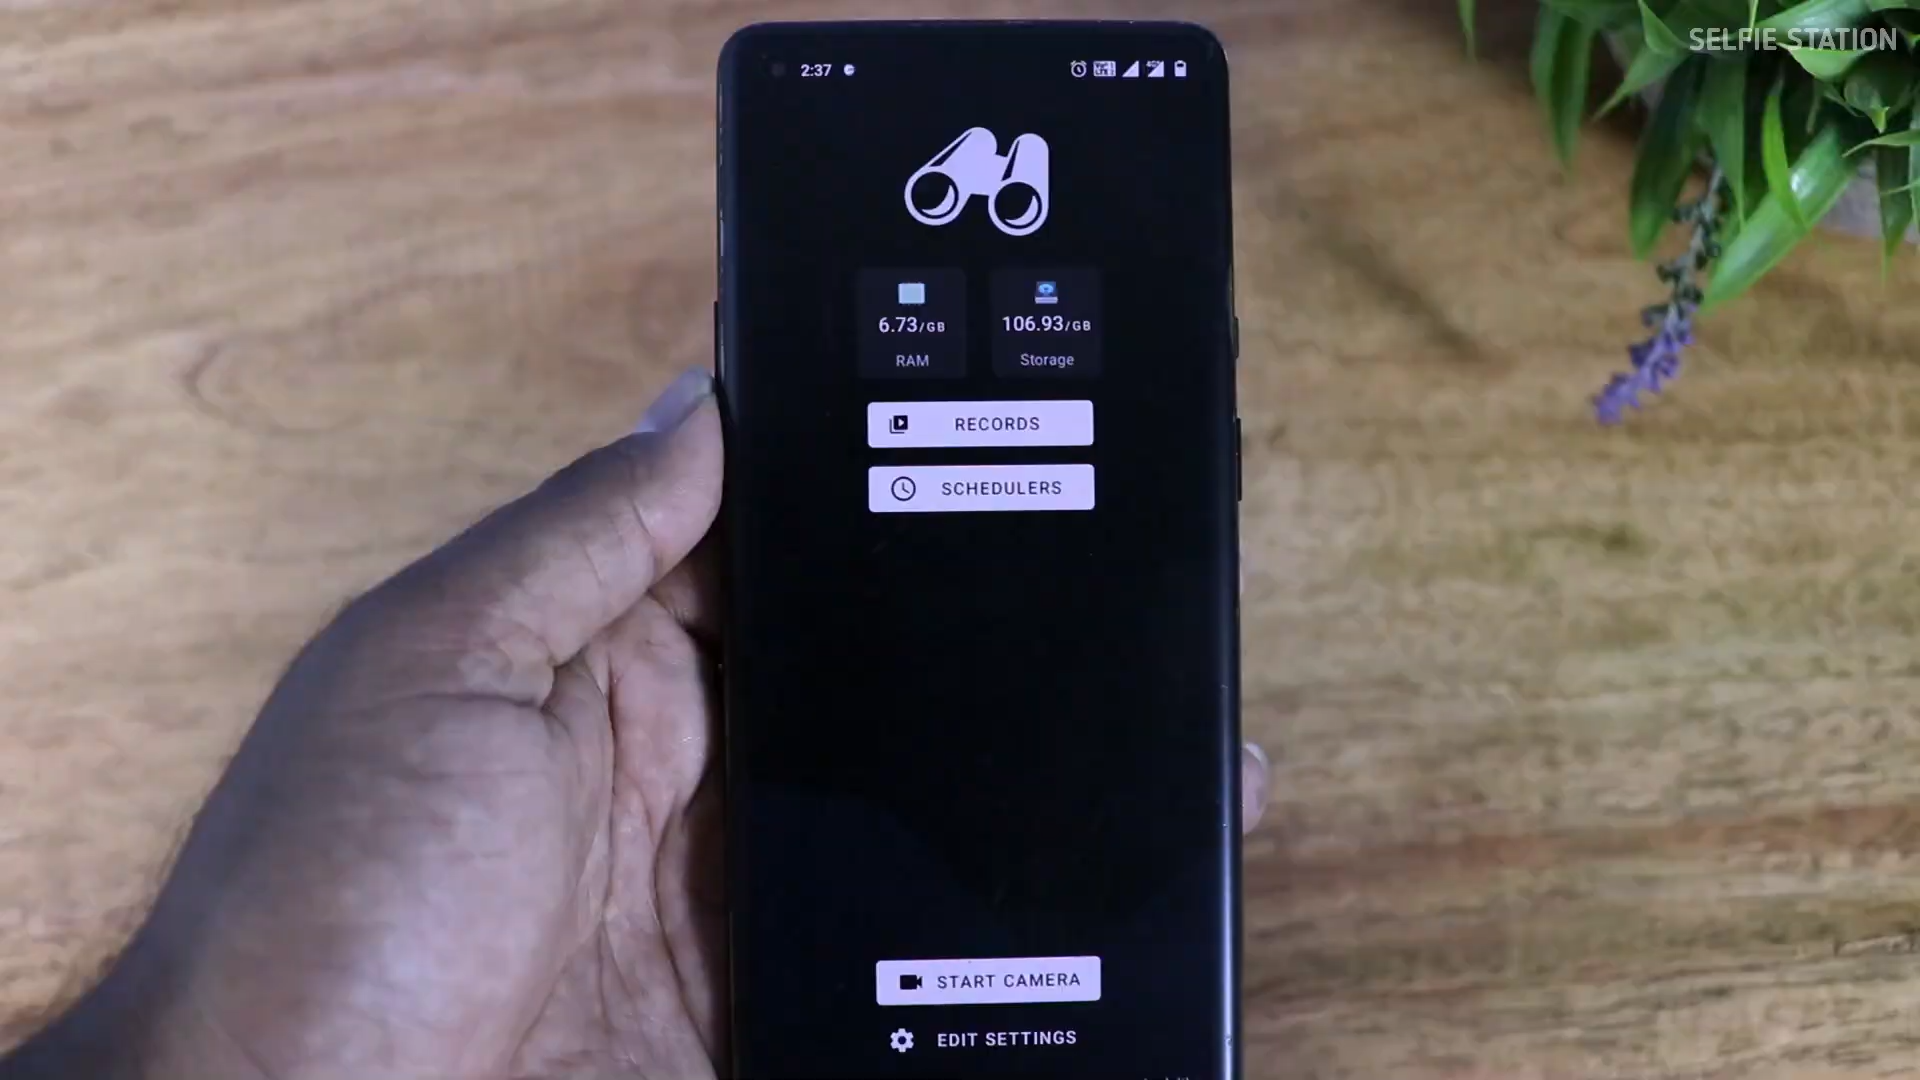 SELFIE STATION
2:37
6.73/GB
RAM
106.93/GB
Storage
RECORDS
SCHEDULERS
START CAMERA
EDIT SETTINGS